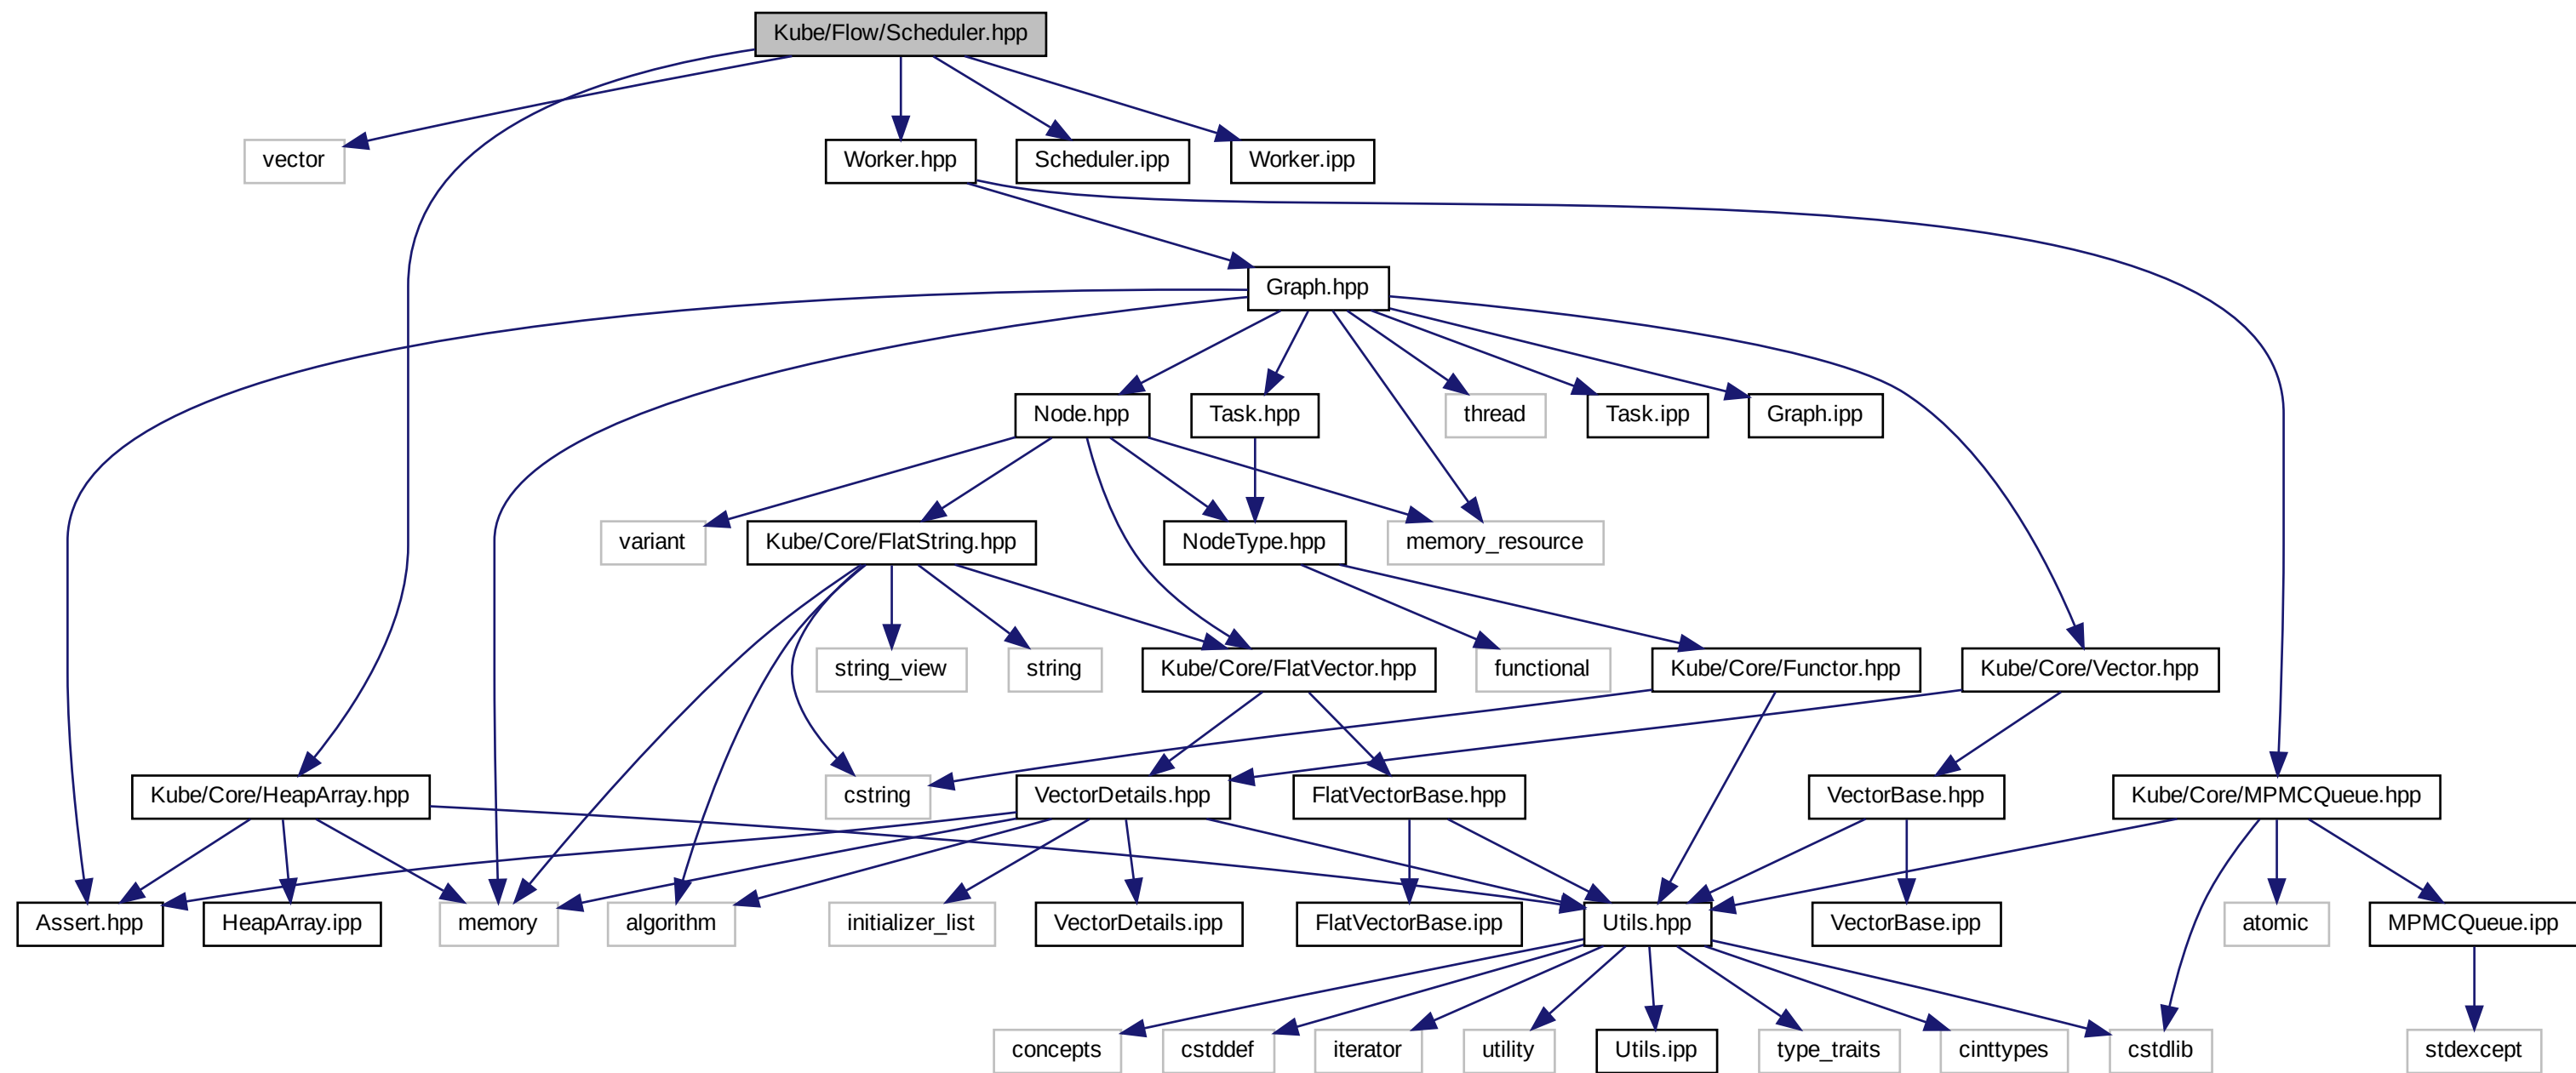 Kube/Flow/Scheduler.hpp
vector
Worker.hpp
Scheduler.ipp
Worker.ipp
Graph.hpp
Node.hpp
Task.hpp
thread
Task.ipp
Graph.ipp
variant
Kube/Core/FlatString.hpp
NodeType.hpp
memory_resource
string_view
string
Kube/Core/FlatVector.hpp
functional
Kube/Core/Functor.hpp
Kube/Core/Vector.hpp
Kube/Core/HeapArray.hpp
cstring
VectorDetails.hpp
FlatVectorBase.hpp
VectorBase.hpp
Kube/Core/MPMCQueue.hpp
Assert.hpp
HeapArray.ipp
memory
algorithm
initializer_list
VectorDetails.ipp
FlatVectorBase.ipp
Utils.hpp
VectorBase.ipp
atomic
MPMCQueue.ipp
concepts
cstddef
iterator
utility
Utils.ipp
type_traits
cinttypes
cstdlib
stdexcept